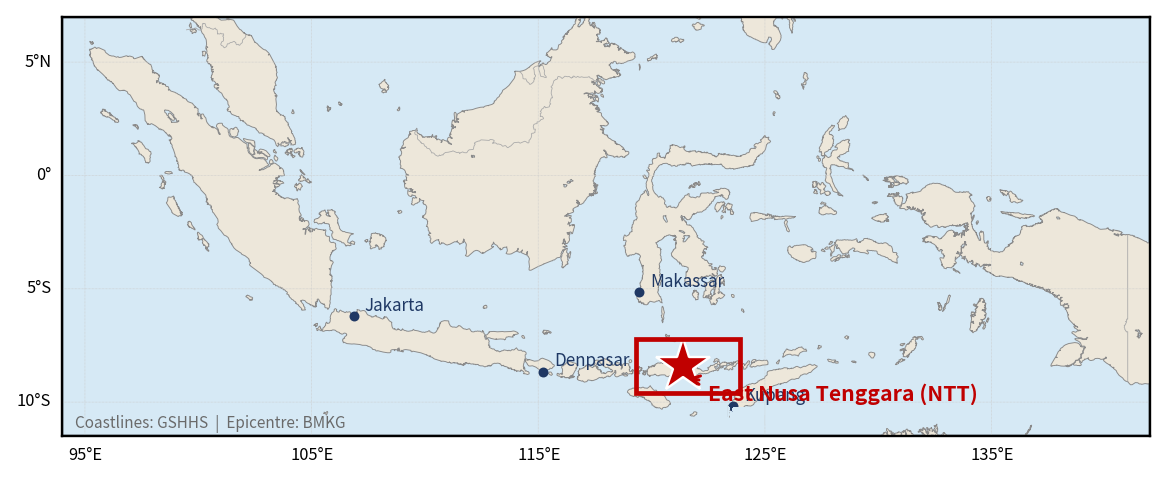 5°N
0°
5°S
10°S
Makassar
Jakarta
Denpasar
Kupang
East Nusa Tenggara (NTT)
Coastlines: GSHHS | Epicentre: BMKG
95°E
105°E
115°E
125°E
135°E